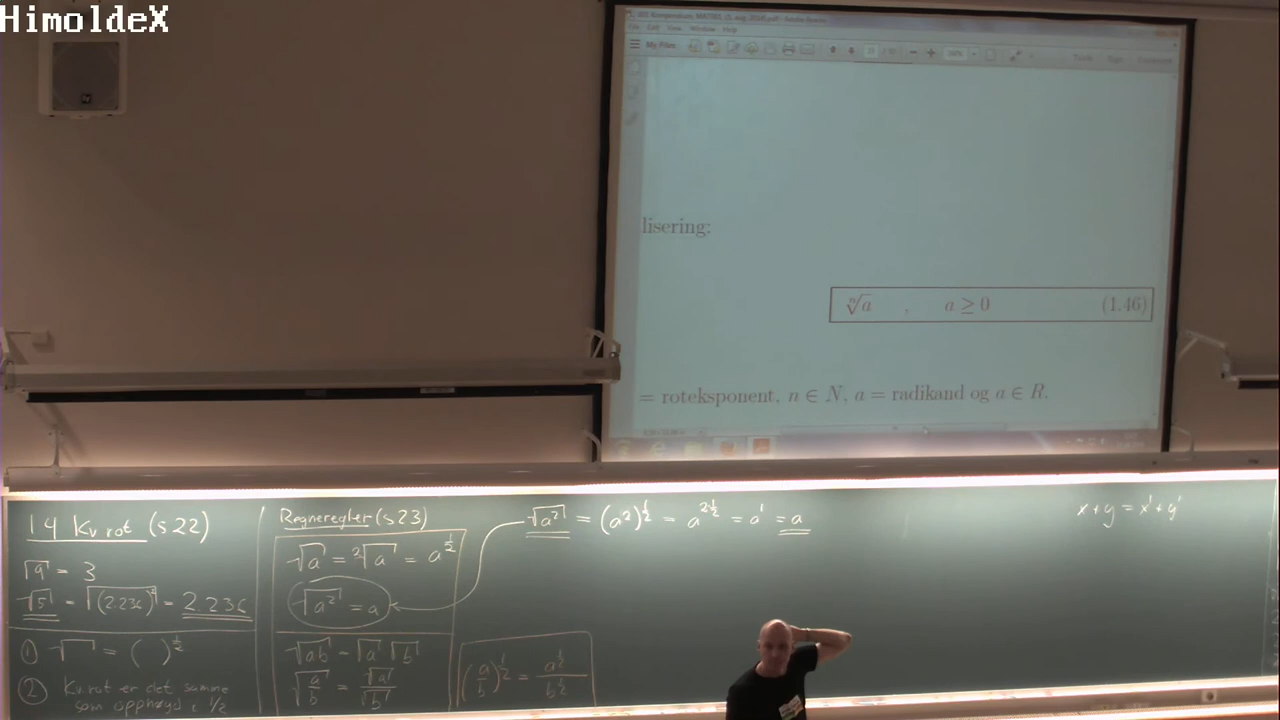 HimoldeX
My Files
lisering:
ⁿ√a , a ≥ 0 (1.46)
= roteksponent, n ∈ N, a = radikand og a ∈ R.
1 4 Kv rot (s 22)
√9 = 3
√5 = √(2.236)² = 2.236
① √ = ( )^½
② Kv rot er det samme
som opphøyd i 1/2
Regneregler (s 23)
√a = ²√a = a^½
√a² = a
√ab = √a √b
√(a/b) = √a/√b
(a/b)^½ = a^½/b^½
√a² = (a²)^½ = a^2·½ = a¹ = a
x + y = x¹ + y¹